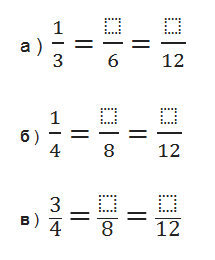 а) 1/3 = ⬚/6 = ⬚/12
б) 1/4 = ⬚/8 = ⬚/12
в) 3/4 = ⬚/8 = ⬚/12